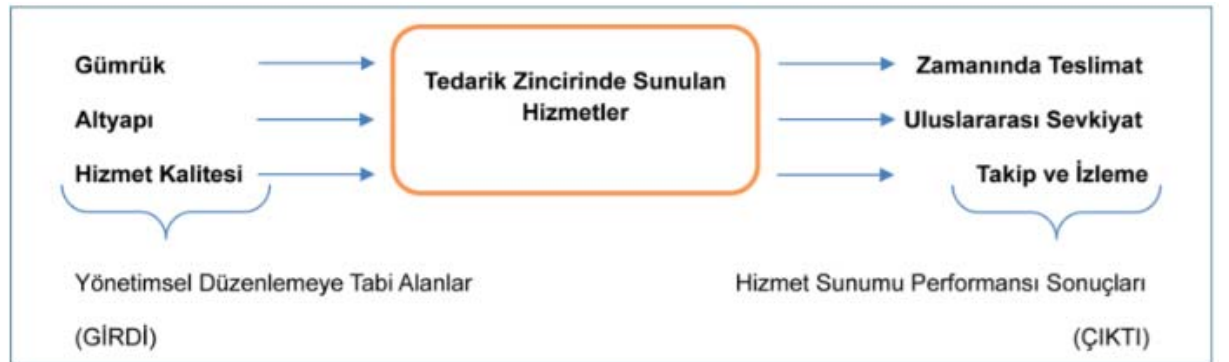 Gümrük
Altyapı
Hizmet Kalitesi
Tedarik Zincirinde Sunulan
Hizmetler
Zamanında Teslimat
Uluslararası Sevkiyat
Takip ve İzleme
Yönetimsel Düzenlemeye Tabi Alanlar
(GİRDİ)
Hizmet Sunumu Performansı Sonuçları
(ÇIKTI)